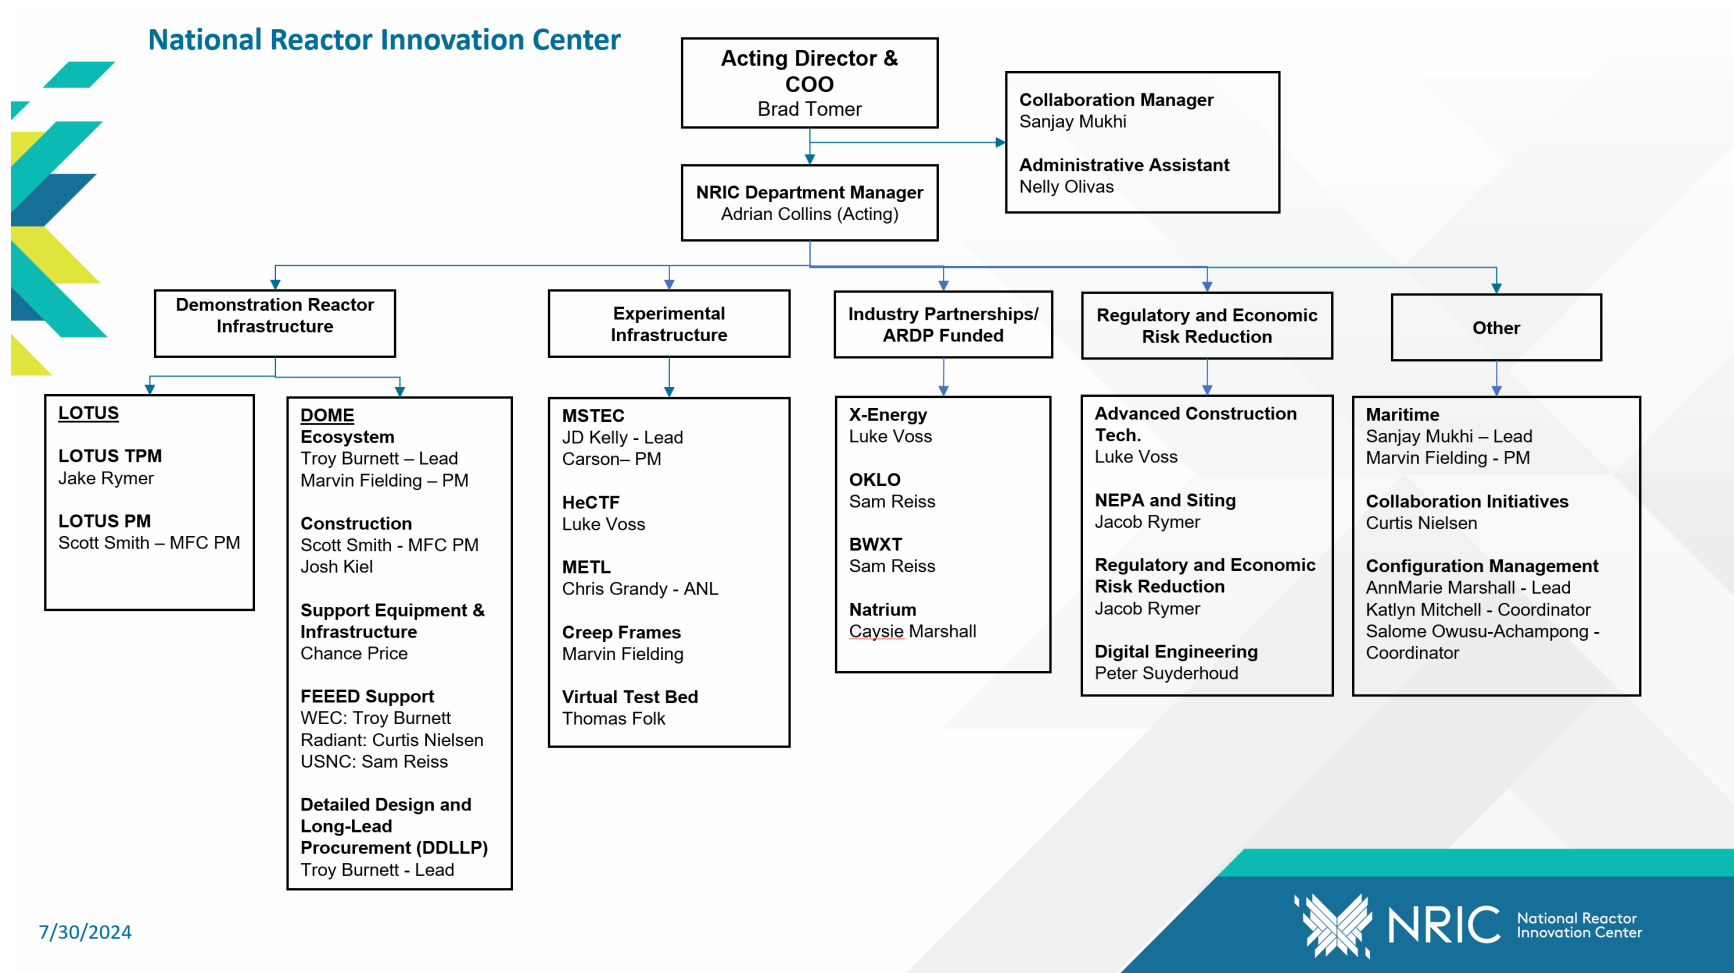 National Reactor Innovation Center
Acting Director &
COO
Brad Tomer
Collaboration Manager
Sanjay Mukhi
Administrative Assistant
Nelly Olivas
NRIC Department Manager
Adrian Collins (Acting)
Demonstration Reactor
Infrastructure
Experimental
Infrastructure
Industry Partnerships/
ARDP Funded
Regulatory and Economic
Risk Reduction
Other
LOTUS
LOTUS TPM
Jake Rymer
LOTUS PM
Scott Smith – MFC PM
DOME
Ecosystem
Troy Burnett – Lead
Marvin Fielding – PM
Construction
Scott Smith - MFC PM
Josh Kiel
Support Equipment &
Infrastructure
Chance Price
FEEED Support
WEC: Troy Burnett
Radiant: Curtis Nielsen
USNC: Sam Reiss
Detailed Design and
Long-Lead
Procurement (DDLLP)
Troy Burnett - Lead
MSTEC
JD Kelly - Lead
Carson– PM
HeCTF
Luke Voss
METL
Chris Grandy - ANL
Creep Frames
Marvin Fielding
Virtual Test Bed
Thomas Folk
X-Energy
Luke Voss
OKLO
Sam Reiss
BWXT
Sam Reiss
Natrium
Caysie Marshall
Advanced Construction
Tech.
Luke Voss
NEPA and Siting
Jacob Rymer
Regulatory and Economic
Risk Reduction
Jacob Rymer
Digital Engineering
Peter Suyderhoud
Maritime
Sanjay Mukhi – Lead
Marvin Fielding - PM
Collaboration Initiatives
Curtis Nielsen
Configuration Management
AnnMarie Marshall - Lead
Katlyn Mitchell - Coordinator
Salome Owusu-Achampong -
Coordinator
7/30/2024
NRIC
National Reactor
Innovation Center